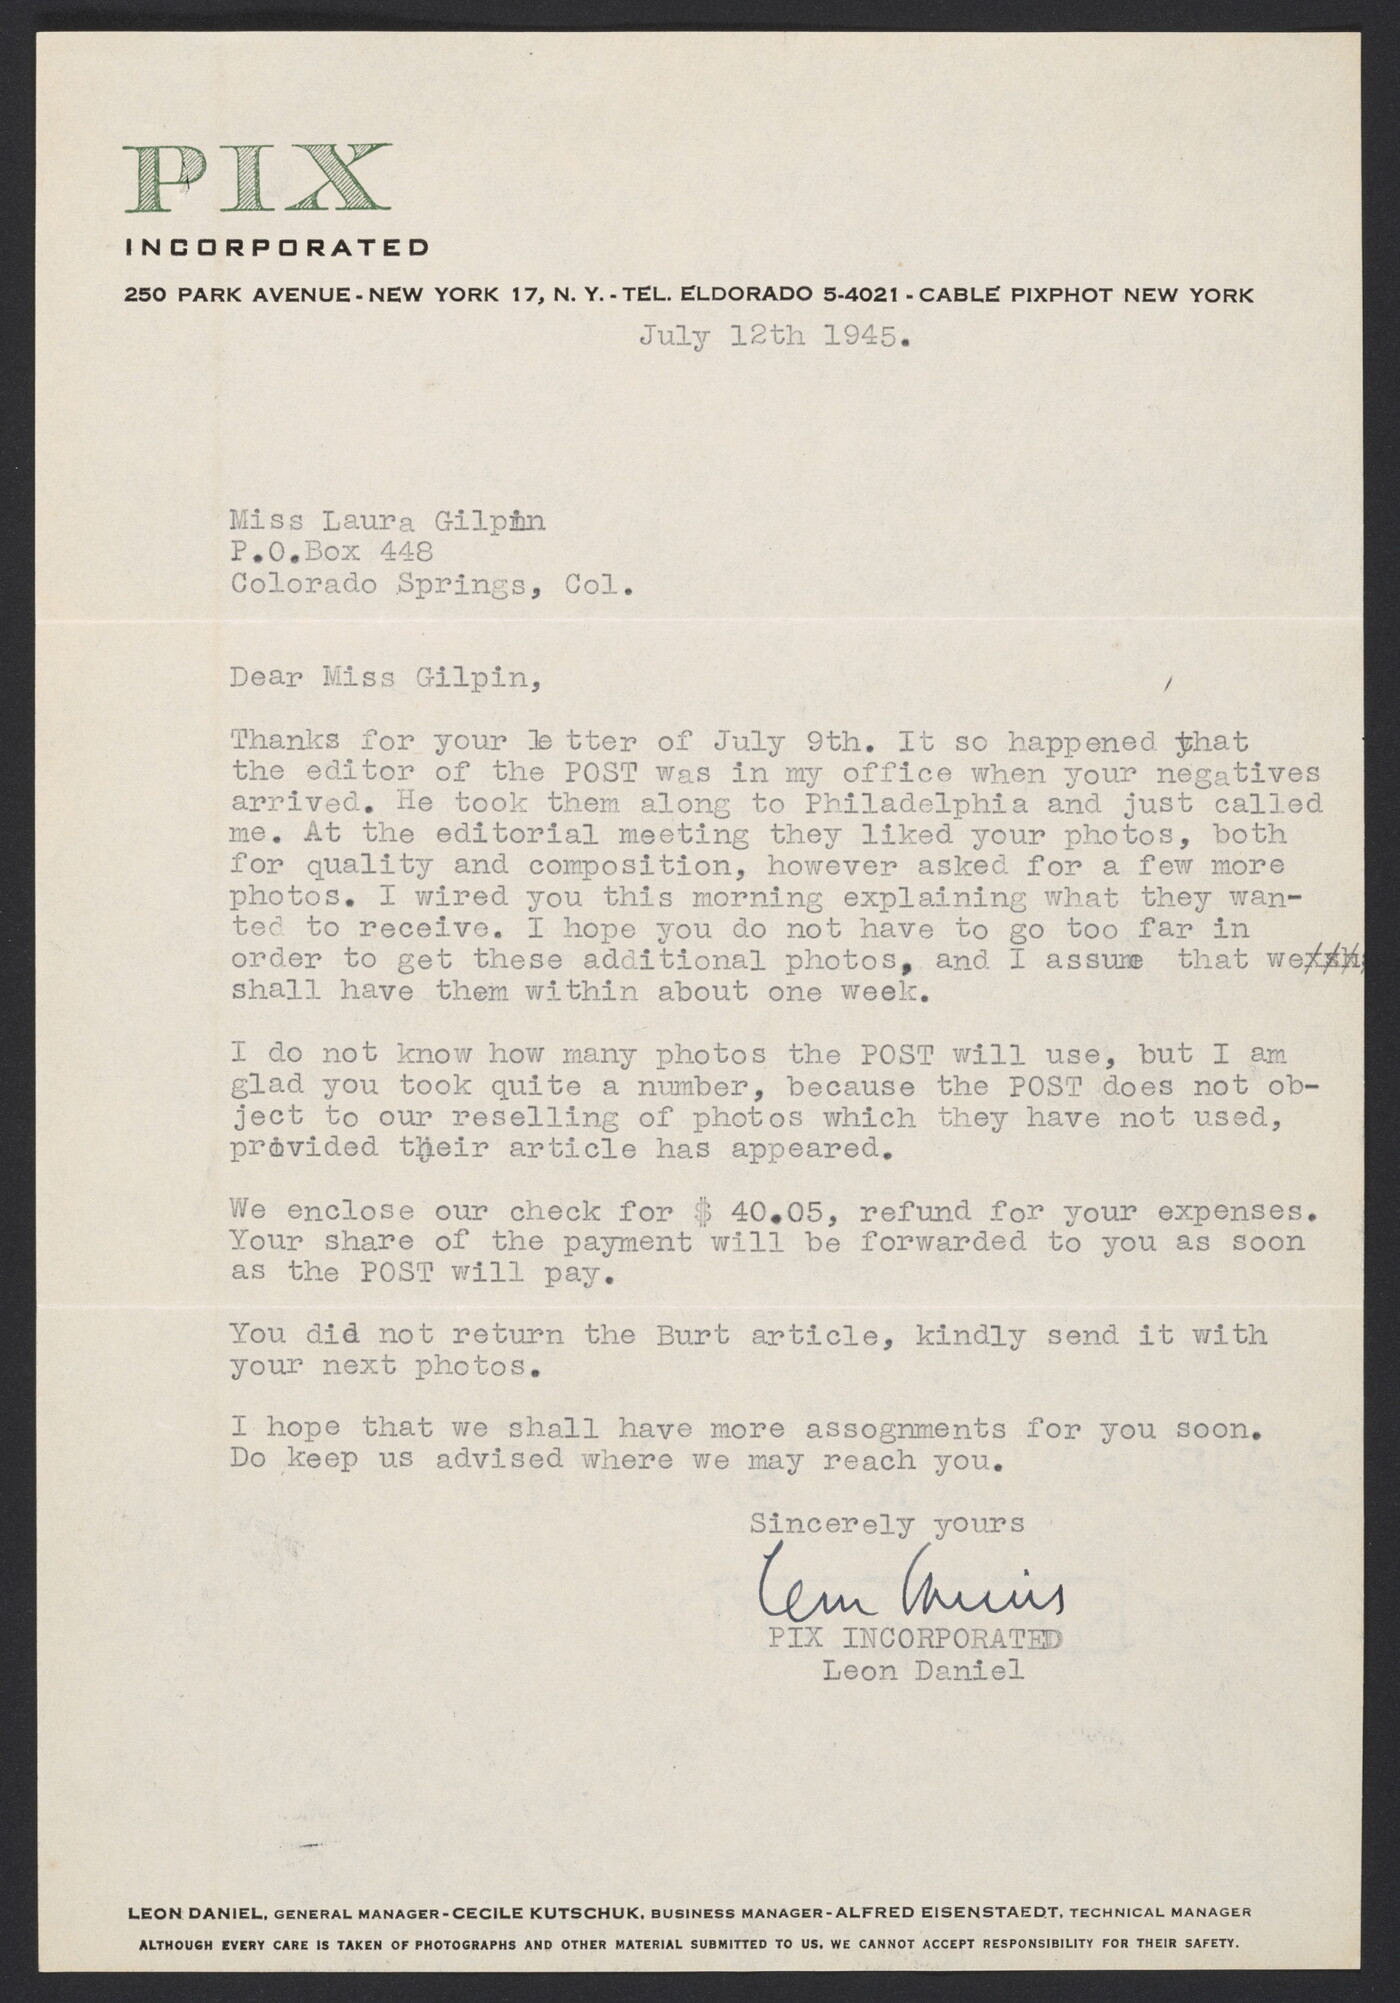 PIX
INCORPORATED
250 PARK AVENUE - NEW YORK 17, N. Y. - TEL. ELDORADO 5-4021 - CABLE PIXPHOT NEW YORK
July 12th 1945.
Miss Laura Gilpin
P.O.Box 448
Colorado Springs, Col.
Dear Miss Gilpin,
Thanks for your le tter of July 9th. It so happened that
the editor of the POST was in my office when your negatives
arrived. He took them along to Philadelphia and just called
me. At the editorial meeting they liked your photos, both
for quality and composition, however asked for a few more
photos. I wired you this morning explaining what they wan-
ted to receive. I hope you do not have to go too far in
order to get these additional photos, and I assume that we
shall have them within about one week.
I do not know how many photos the POST will use, but I am
glad you took quite a number, because the POST does not ob-
ject to our reselling of photos which they have not used,
provided their article has appeared.
We enclose our check for $ 40.05, refund for your expenses.
Your share of the payment will be forwarded to you as soon
as the POST will pay.
You did not return the Burt article, kindly send it with
your next photos.
I hope that we shall have more assognments for you soon.
Do keep us advised where we may reach you.
Sincerely yours
PIX INCORPORATED
Leon Daniel
LEON DANIEL, GENERAL MANAGER - CECILE KUTSCHUK, BUSINESS MANAGER - ALFRED EISENSTAEDT, TECHNICAL MANAGER
ALTHOUGH EVERY CARE IS TAKEN OF PHOTOGRAPHS AND OTHER MATERIAL SUBMITTED TO US, WE CANNOT ACCEPT RESPONSIBILITY FOR THEIR SAFETY.